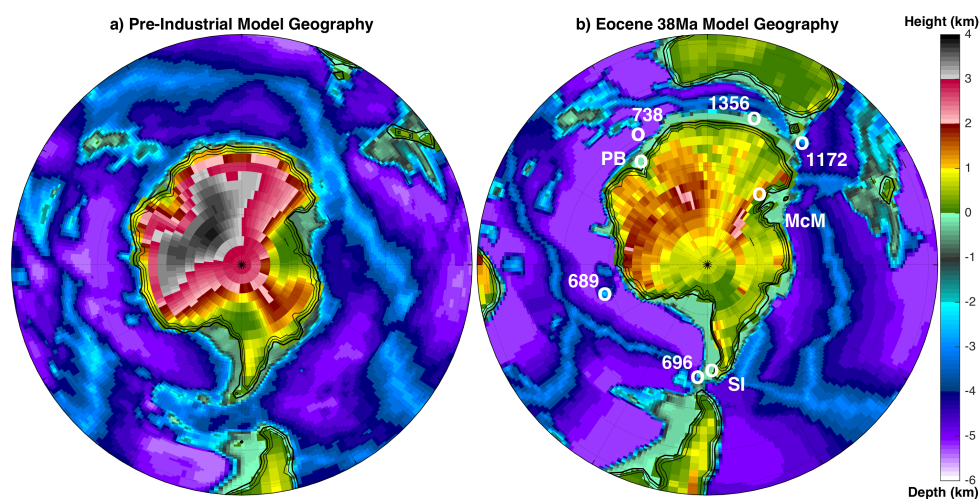 a) Pre-Industrial Model Geography
b) Eocene 38Ma Model Geography
Height (km)
4
3
2
1
0
-1
-2
-3
-4
-5
-6
Depth (km)
738
1356
PB
1172
McM
689
696
SI